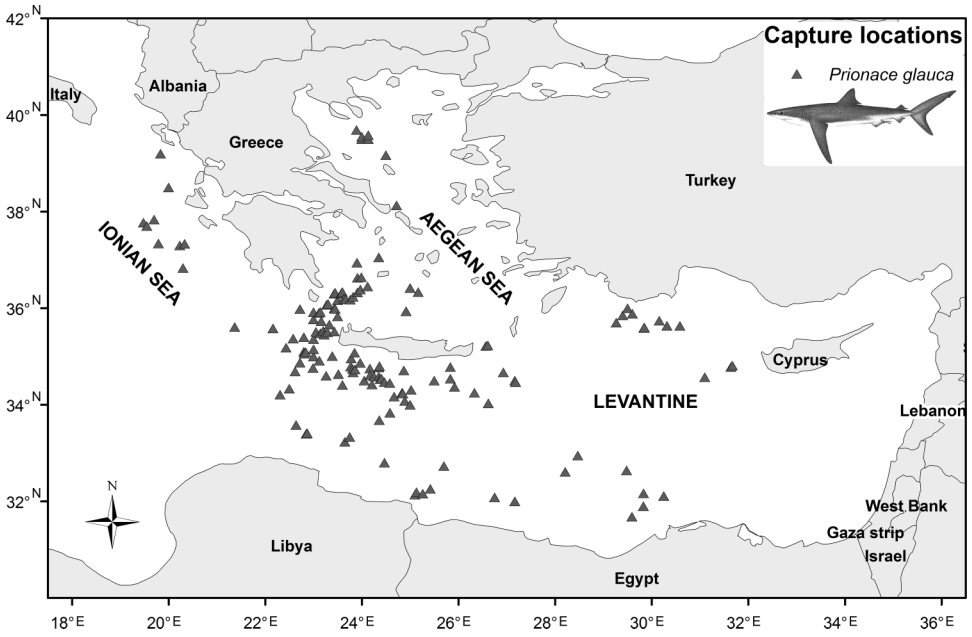 42° N
40° N
38° N
36° N
34° N
32° N
Capture locations
Prionace glauca
Italy
Albania
Greece
Turkey
IONIAN SEA
AEGEAN SEA
Cyprus
LEVANTINE
Lebanon
West Bank
Gaza strip
Israel
N
Libya
Egypt
18° E
20° E
22° E
24° E
26° E
28° E
30° E
32° E
34° E
36° E